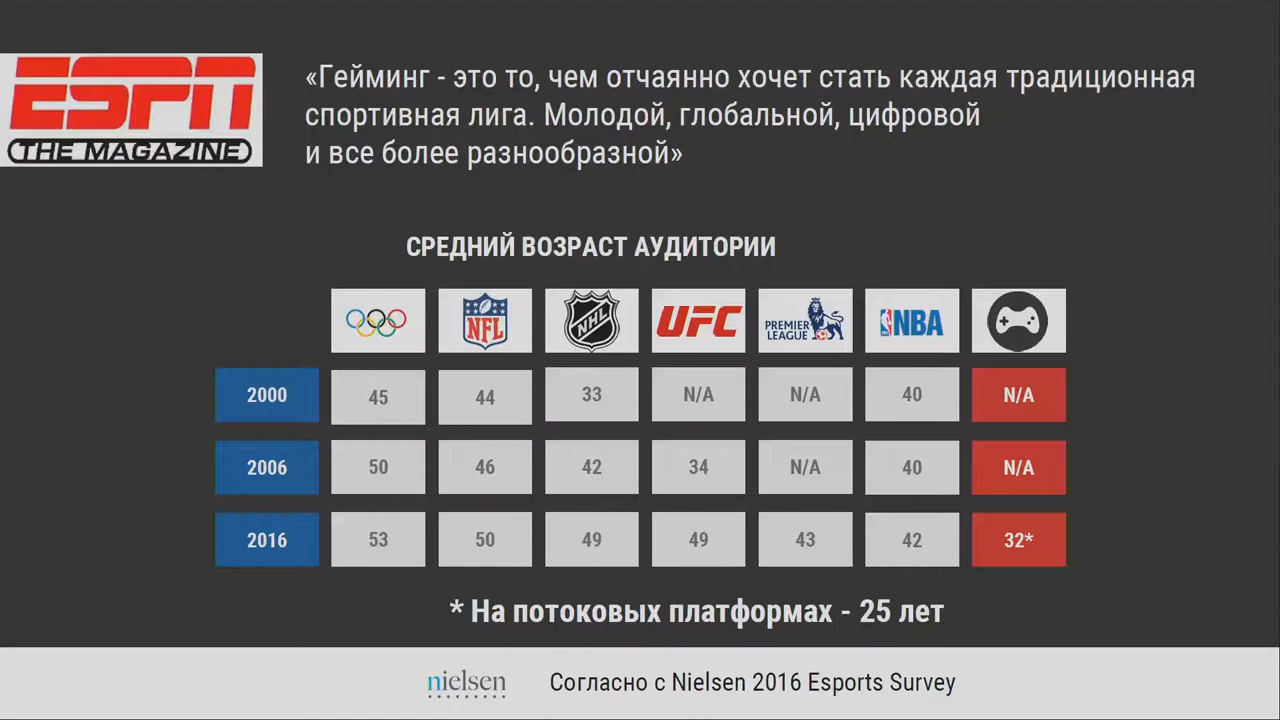 ESPN
THE MAGAZINE
«Гейминг - это то, чем отчаянно хочет стать каждая традиционная
спортивная лига. Молодой, глобальной, цифровой
и все более разнообразной»
СРЕДНИЙ ВОЗРАСТ АУДИТОРИИ
NFL NHL UFC PREMIER LEAGUE NBA
2000 45 44 33 N/A N/A 40 N/A
2006 50 46 42 34 N/A 40 N/A
2016 53 50 49 49 43 42 32*
* На потоковых платформах - 25 лет
nielsen Согласно с Nielsen 2016 Esports Survey